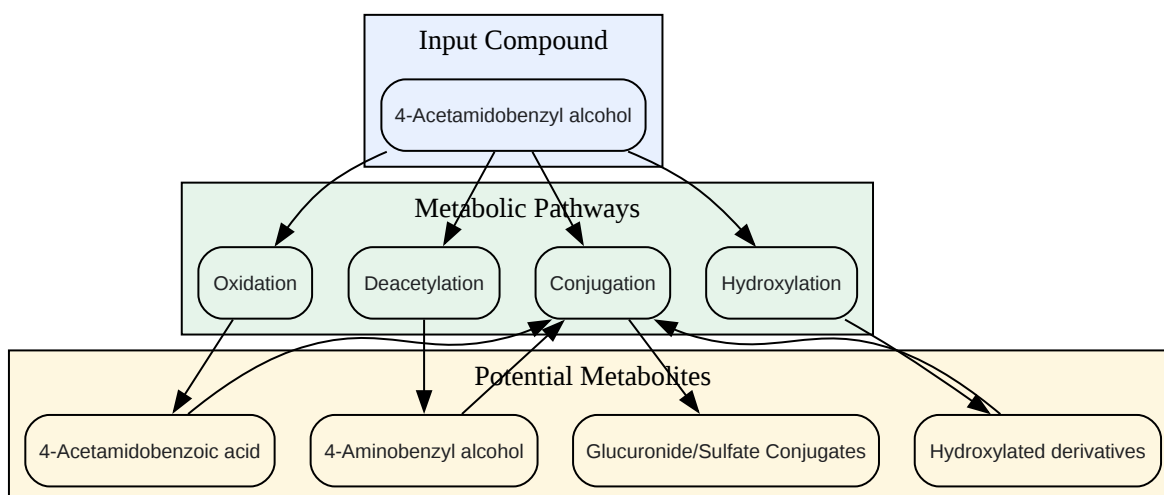 Input Compound
4-Acetamidobenzyl alcohol
Metabolic Pathways
Oxidation
Deacetylation
Conjugation
Hydroxylation
Potential Metabolites
4-Acetamidobenzoic acid
4-Aminobenzyl alcohol
Glucuronide/Sulfate Conjugates
Hydroxylated derivatives